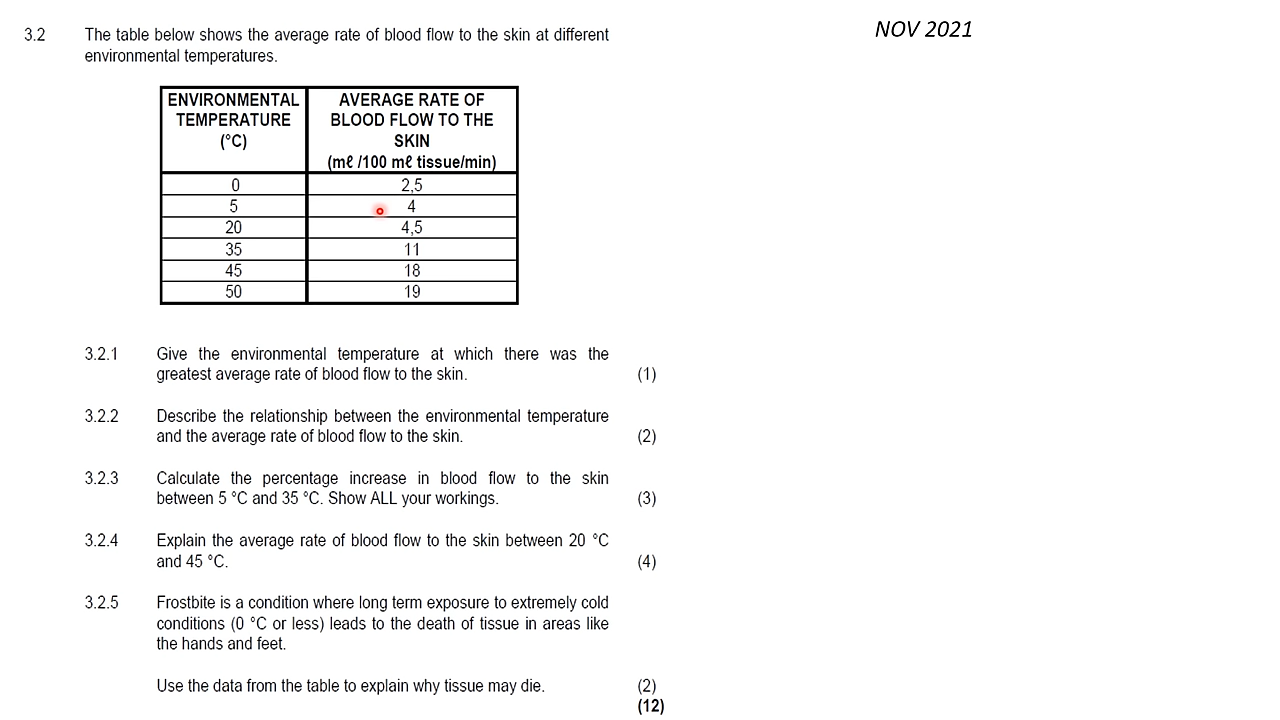 NOV 2021
3.2 The table below shows the average rate of blood flow to the skin at different
environmental temperatures.
ENVIRONMENTAL TEMPERATURE (°C) AVERAGE RATE OF BLOOD FLOW TO THE SKIN (mℓ /100 mℓ tissue/min)
0 2,5
5 4
20 4,5
35 11
45 18
50 19
3.2.1 Give the environmental temperature at which there was the
greatest average rate of blood flow to the skin. (1)
3.2.2 Describe the relationship between the environmental temperature
and the average rate of blood flow to the skin. (2)
3.2.3 Calculate the percentage increase in blood flow to the skin
between 5 °C and 35 °C. Show ALL your workings. (3)
3.2.4 Explain the average rate of blood flow to the skin between 20 °C
and 45 °C. (4)
3.2.5 Frostbite is a condition where long term exposure to extremely cold
conditions (0 °C or less) leads to the death of tissue in areas like
the hands and feet.
Use the data from the table to explain why tissue may die. (2)
(12)